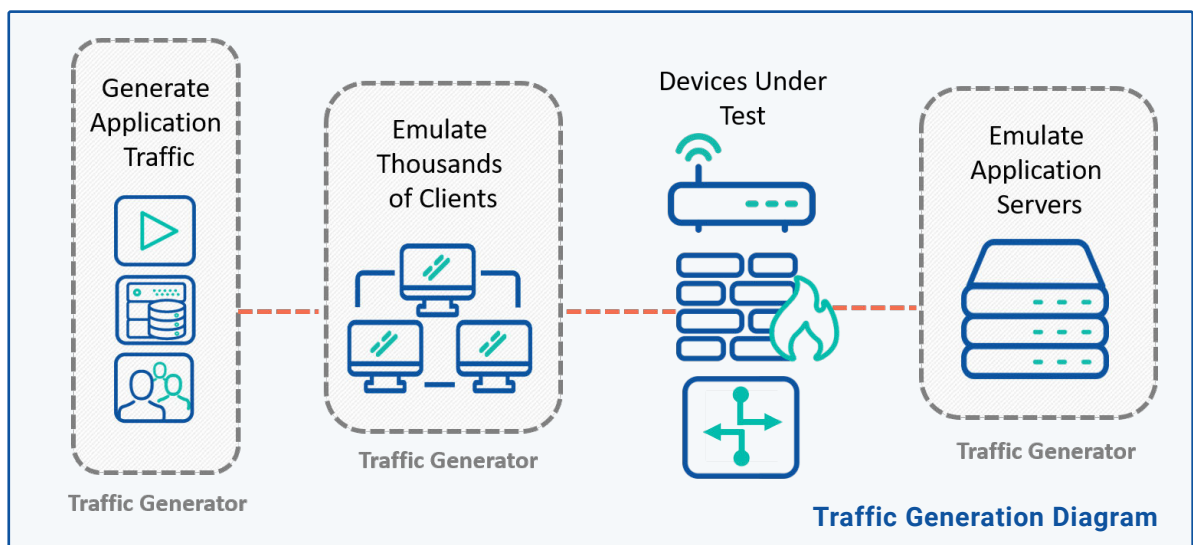 Generate
Application
Traffic
Traffic Generator
Emulate
Thousands
of Clients
Traffic Generator
Devices Under
Test
Emulate
Application
Servers
Traffic Generator
Traffic Generation Diagram